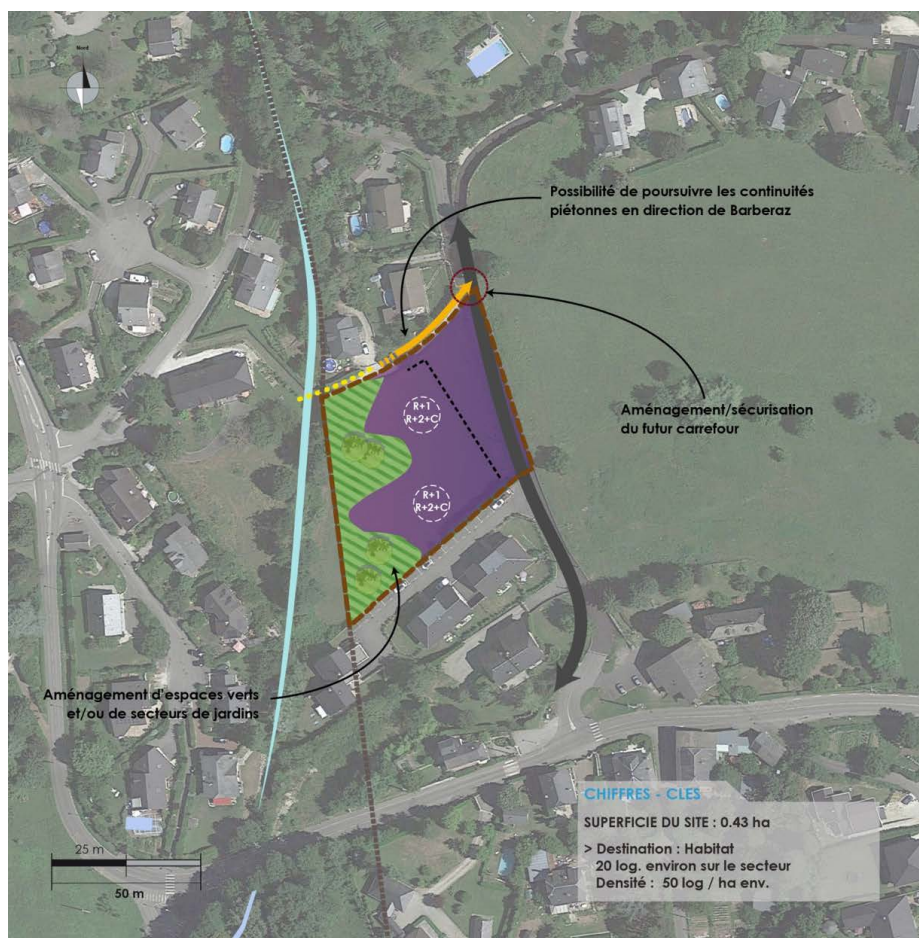 Nord
Possibilité de poursuivre les continuités
piétonnes en direction de Barberaz
Aménagement/sécurisation
du futur carrefour
R+1
R+2+C
R+1
R+2+C
Aménagement d'espaces verts
et/ou de secteurs de jardins
CHIFFRES - CLES
SUPERFICIE DU SITE : 0.43 ha
> Destination : Habitat
20 log. environ sur le secteur
Densité : 50 log / ha env.
25 m
50 m